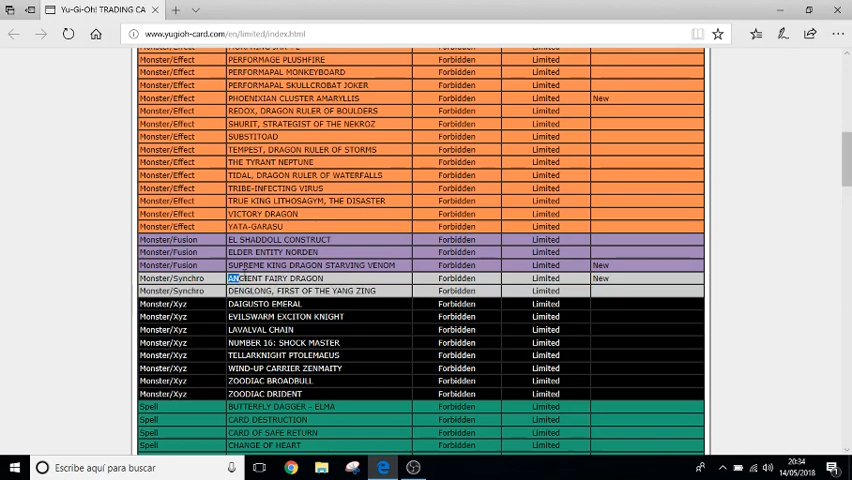 Yu-Gi-Oh! TRADING CA
www.yugioh-card.com/en/limited/index.html
Monster/Effect Forbidden Limited
Monster/Effect PERFORMAGE PLUSHFIRE Forbidden Limited
Monster/Effect PERFORMAPAL MONKEYBOARD Forbidden Limited
Monster/Effect PERFORMAPAL SKULLCROBAT JOKER Forbidden Limited
Monster/Effect PHOENIXIAN CLUSTER AMARYLLIS Forbidden Limited New
Monster/Effect REDOX, DRAGON RULER OF BOULDERS Forbidden Limited
Monster/Effect SHURIT, STRATEGIST OF THE NEKROZ Forbidden Limited
Monster/Effect SUBSTITOAD Forbidden Limited
Monster/Effect TEMPEST, DRAGON RULER OF STORMS Forbidden Limited
Monster/Effect THE TYRANT NEPTUNE Forbidden Limited
Monster/Effect TIDAL, DRAGON RULER OF WATERFALLS Forbidden Limited
Monster/Effect TRIBE-INFECTING VIRUS Forbidden Limited
Monster/Effect TRUE KING LITHOSAGYM, THE DISASTER Forbidden Limited
Monster/Effect VICTORY DRAGON Forbidden Limited
Monster/Effect YATA-GARASU Forbidden Limited
Monster/Fusion EL SHADDOLL CONSTRUCT Forbidden Limited
Monster/Fusion ELDER ENTITY NORDEN Forbidden Limited
Monster/Fusion SUPREME KING DRAGON STARVING VENOM Forbidden Limited New
Monster/Synchro ANCIENT FAIRY DRAGON Forbidden Limited New
Monster/Synchro DENGLONG, FIRST OF THE YANG ZING Forbidden Limited
Monster/Xyz DAIGUSTO EMERAL Forbidden Limited
Monster/Xyz EVILSWARM EXCITON KNIGHT Forbidden Limited
Monster/Xyz LAVALVAL CHAIN Forbidden Limited
Monster/Xyz NUMBER 16: SHOCK MASTER Forbidden Limited
Monster/Xyz TELLARKNIGHT PTOLEMAEUS Forbidden Limited
Monster/Xyz WIND-UP CARRIER ZENMAITY Forbidden Limited
Monster/Xyz ZOODIAC BROADBULL Forbidden Limited
Monster/Xyz ZOODIAC DRIDENT Forbidden Limited
Spell BUTTERFLY DAGGER - ELMA Forbidden Limited
Spell CARD DESTRUCTION Forbidden Limited
Spell CARD OF SAFE RETURN Forbidden Limited
Spell CHANGE OF HEART Forbidden Limited
Escribe aquí para buscar
20:34
14/05/2018